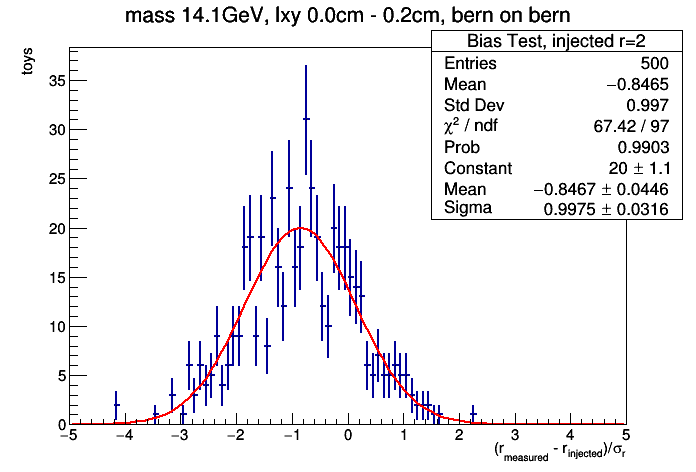 mass 14.1GeV, lxy 0.0cm - 0.2cm, bern on bern
toys
Bias Test, injected r=2
Entries 500
Mean −0.8465
Std Dev 0.997
χ² / ndf 67.42 / 97
Prob 0.9903
Constant 20 ± 1.1
Mean −0.8467 ± 0.0446
Sigma 0.9975 ± 0.0316
35
30
25
20
15
10
5
0
−5 −4 −3 −2 −1 0 1 2 3 4 5
(r_measured - r_injected)/σ_r